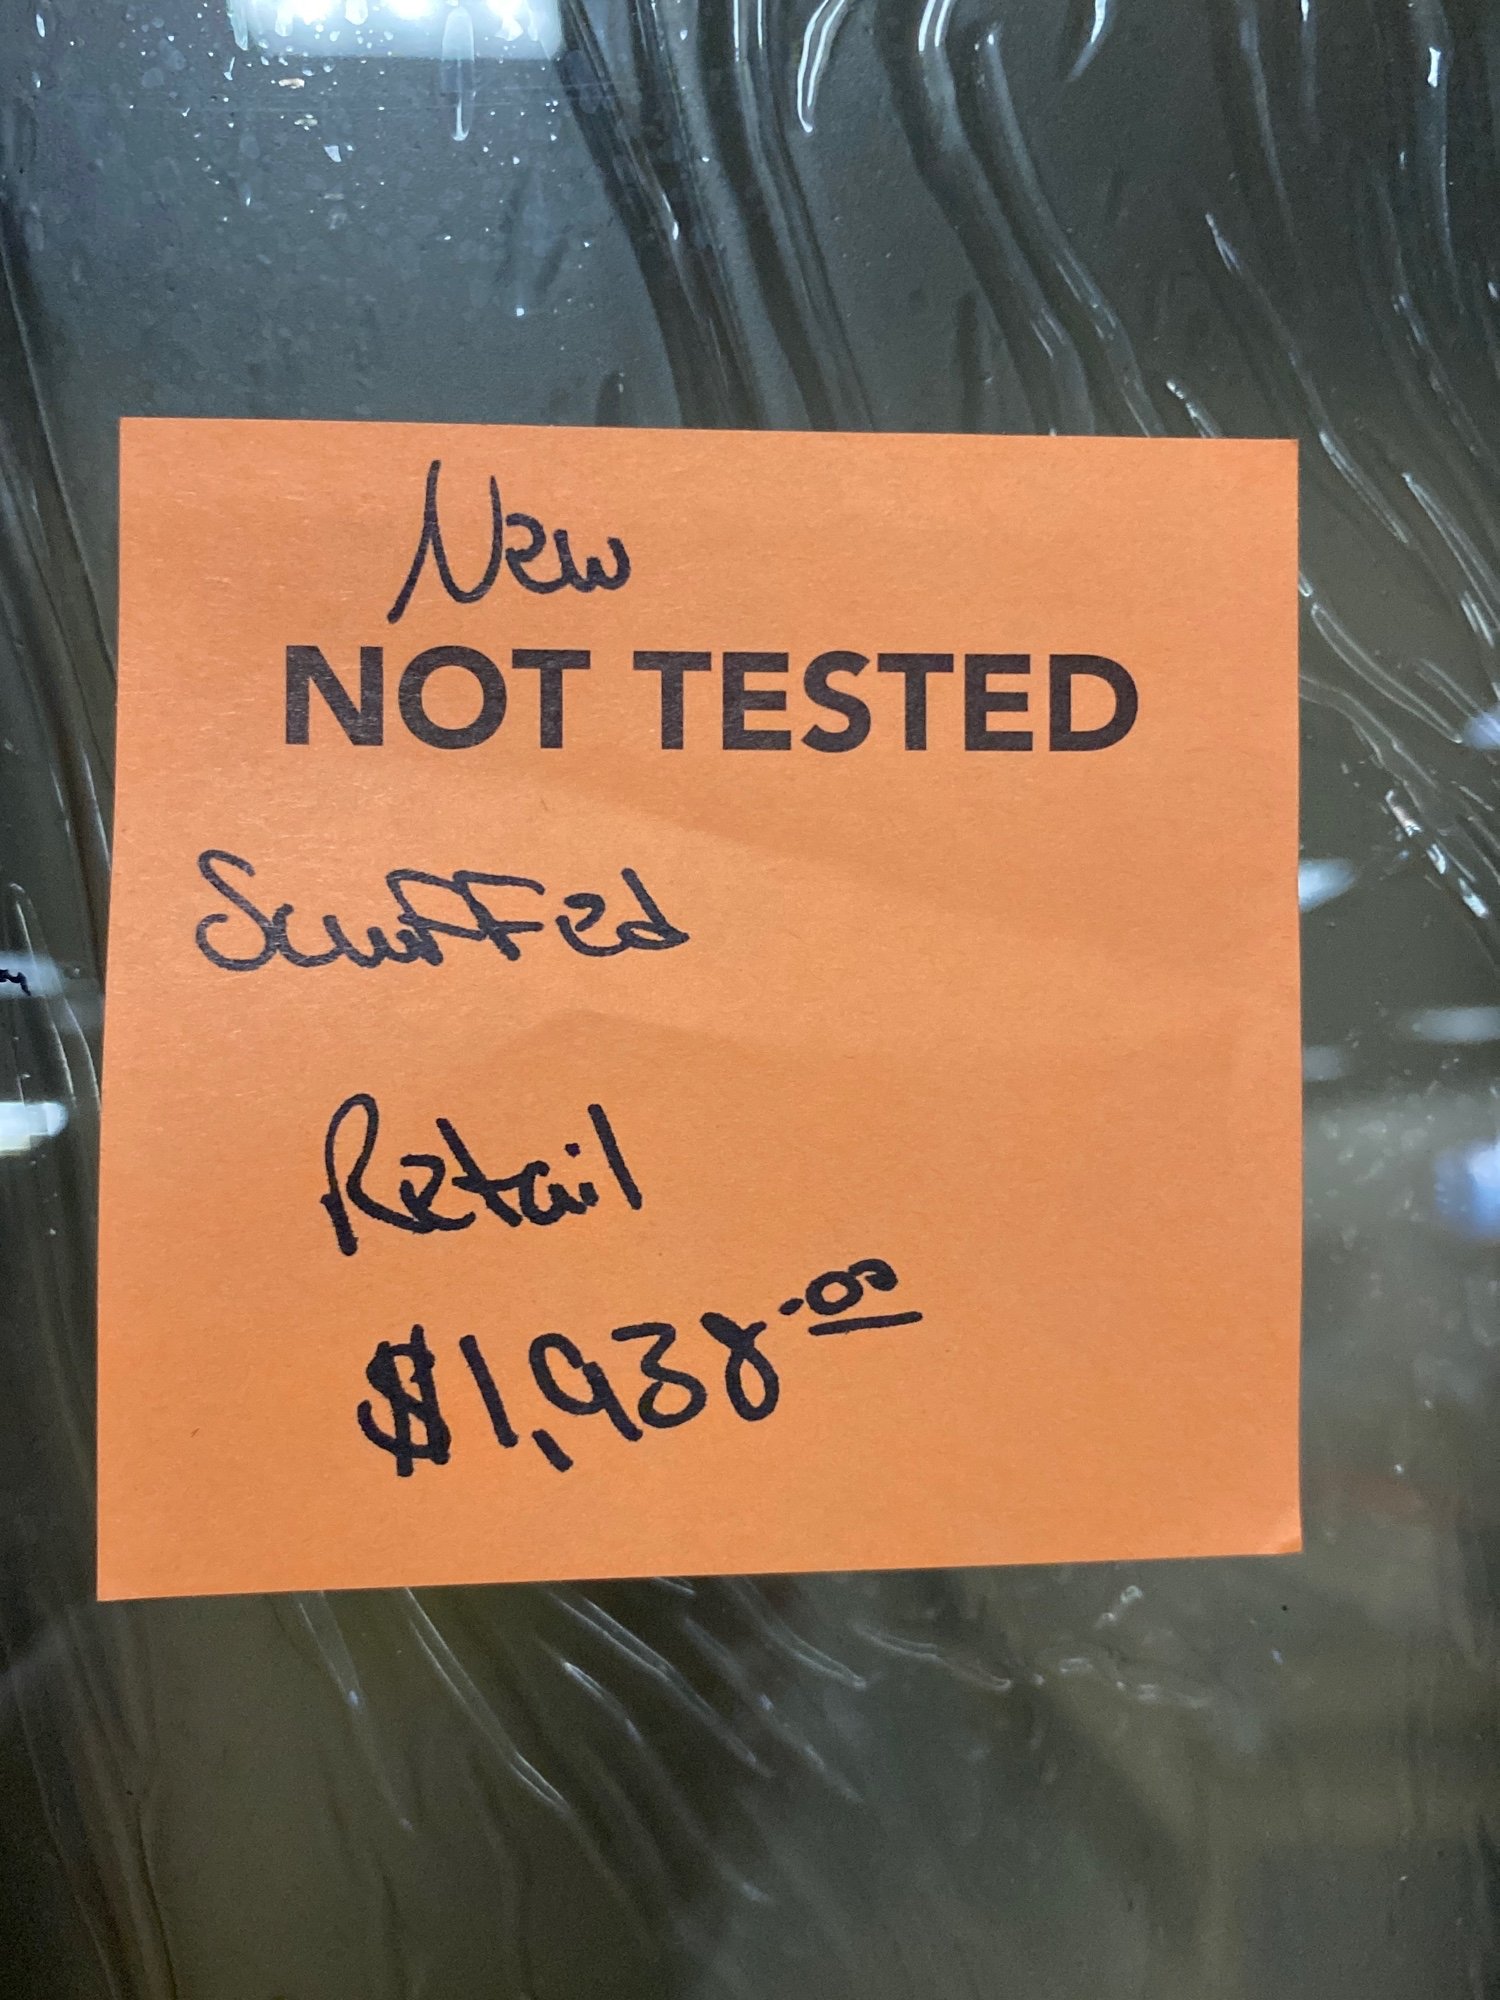 New
NOT TESTED
Scuffed
Retail
$1,938.00